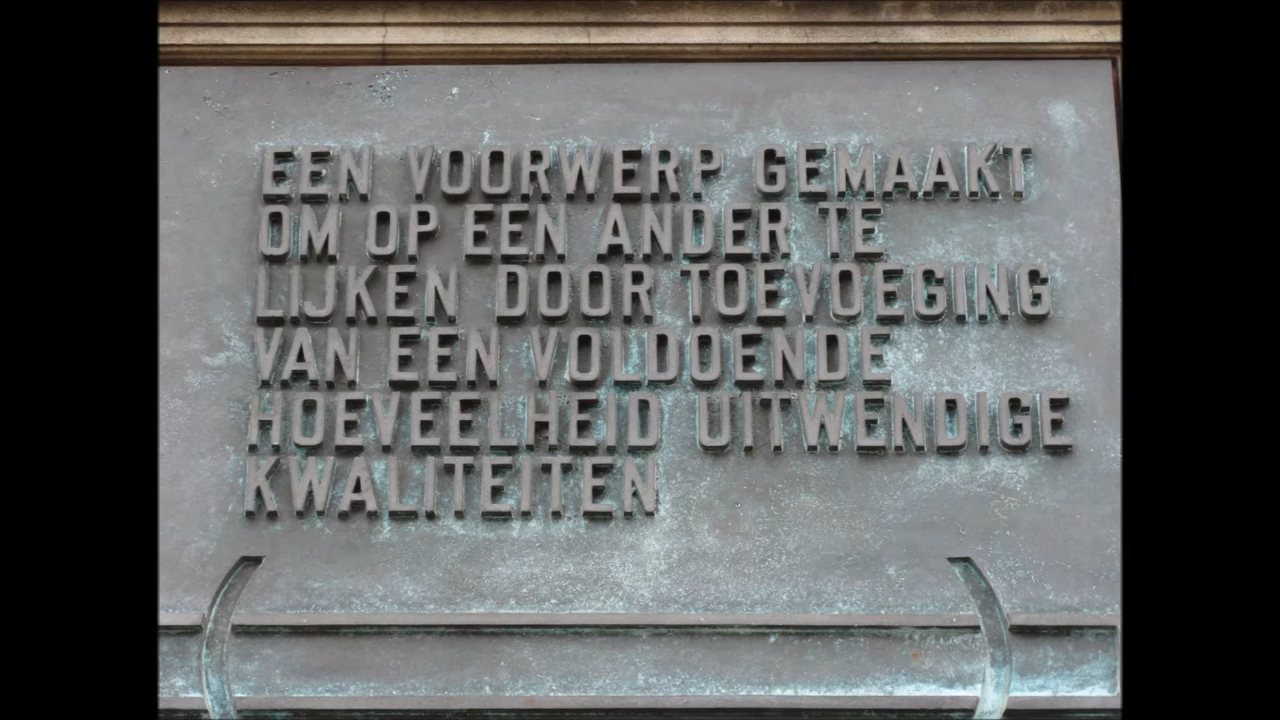 EEN VOORWERP GEMAAKT
OM OP EEN ANDER TE
LIJKEN DOOR TOEVOEGING
VAN EEN VOLDOENDE
HOEVEELHEID UITWENDIGE
KWALITEITEN